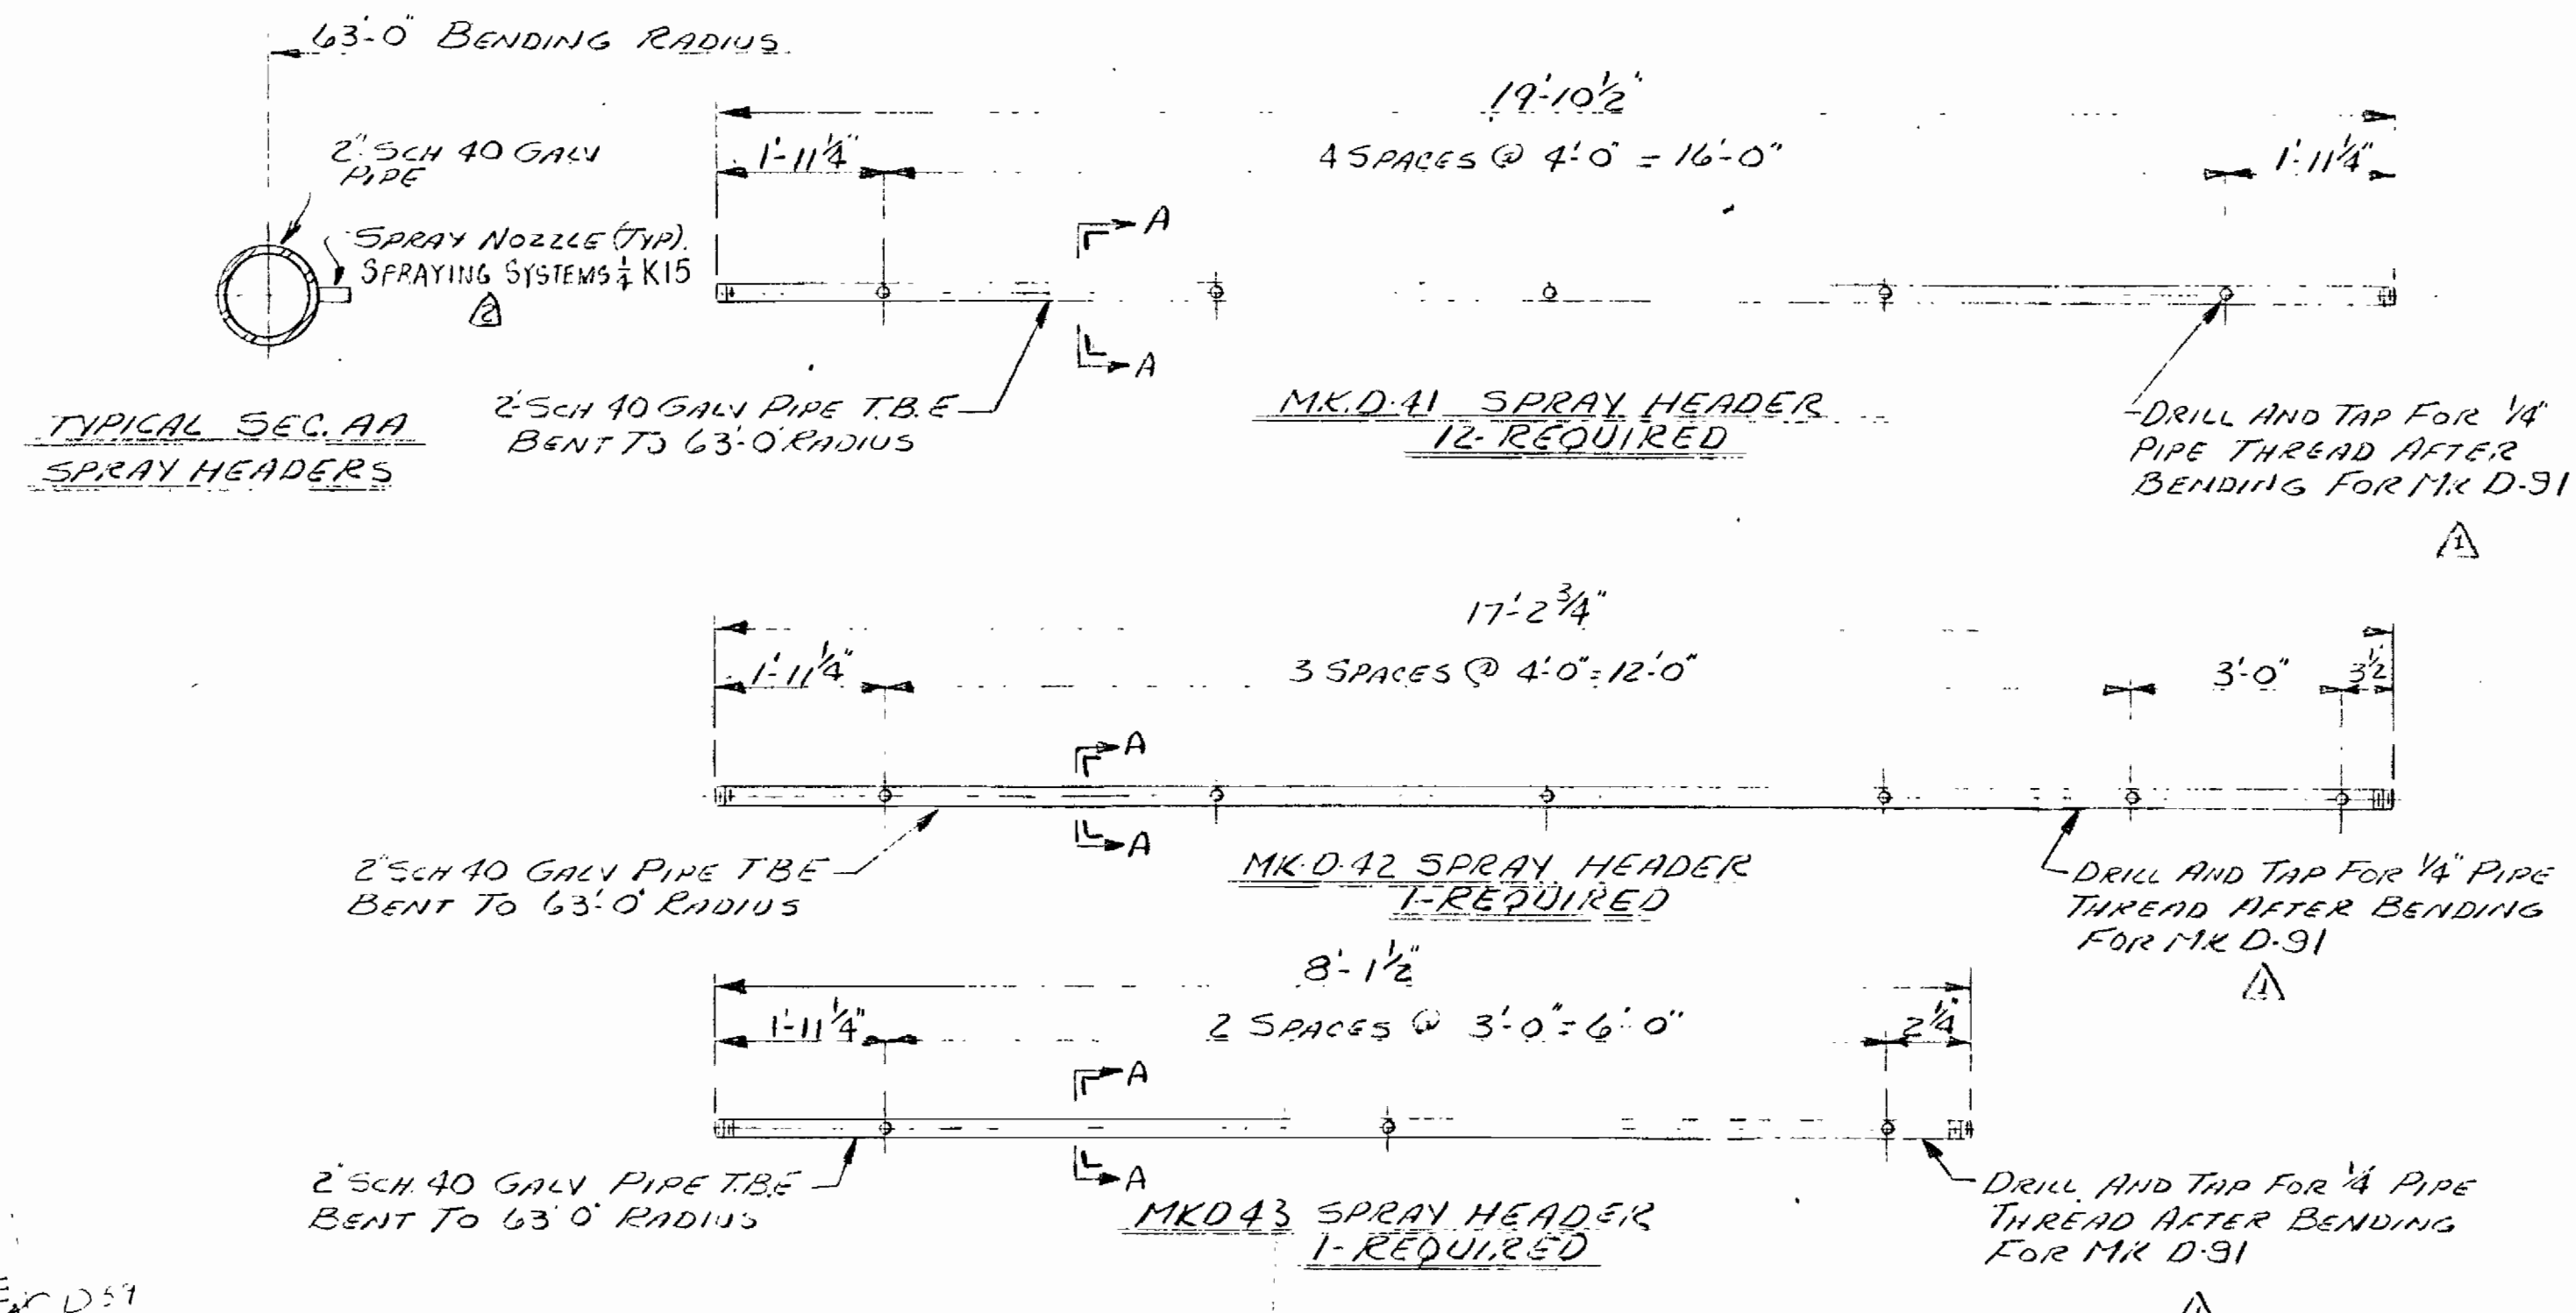 63'-0" BENDING RADIUS
2" SCH 40 GALV
PIPE
SPRAY NOZZLE (TYP).
SPRAYING SYSTEMS 1/4 K15
2
TYPICAL SEC. AA
SPRAY HEADERS
19'-10 1/2"
1'-11 1/4"
4 SPACES @ 4'-0" = 16'-0"
1'-11 1/4"
A
A
2" SCH 40 GALV PIPE T.B.E
BENT TO 63'-0" RADIUS
MK.D-41 SPRAY HEADER
12-REQUIRED
DRILL AND TAP FOR 1/4"
PIPE THREAD AFTER
BENDING FOR MK D-91
1
17'-2 3/4"
1'-11 1/4"
3 SPACES @ 4'-0" = 12'-0"
3'-0"
3 1/2"
A
A
2" SCH 40 GALV PIPE TBE
BENT TO 63'-0" RADIUS
MK-D-42 SPRAY HEADER
1-REQUIRED
DRILL AND TAP FOR 1/4" PIPE
THREAD AFTER BENDING
FOR MK D-91
1
8'-1 1/2"
1'-11 1/4"
2 SPACES @ 3'-0" = 6'-0"
2 1/4"
A
A
2" SCH. 40 GALV PIPE T.B.E
BENT TO 63'0" RADIUS
MKD43 SPRAY HEADER
1-REQUIRED
DRILL AND TAP FOR 1/4 PIPE
THREAD AFTER BENDING
FOR MK D-91